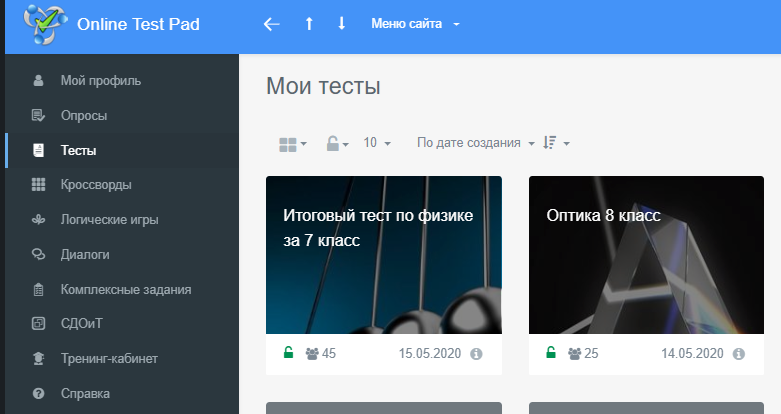 Online Test Pad
Меню сайта
Мой профиль
Опросы
Тесты
Кроссворды
Логические игры
Диалоги
Комплексные задания
СДОиТ
Тренинг-кабинет
Справка
Мои тесты
10
По дате создания
Итоговый тест по физике
за 7 класс
45
15.05.2020
Оптика 8 класс
25
14.05.2020